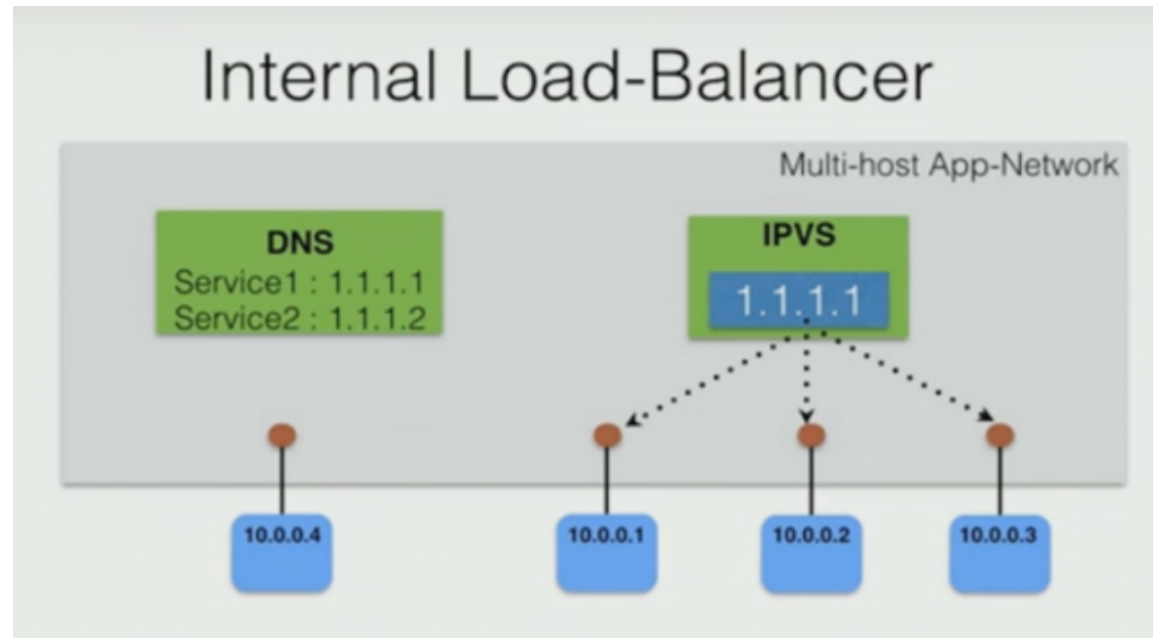 Internal Load-Balancer
Multi-host App-Network
DNS
Service1 : 1.1.1.1
Service2 : 1.1.1.2
IPVS
1.1.1.1
10.0.0.4
10.0.0.1
10.0.0.2
10.0.0.3